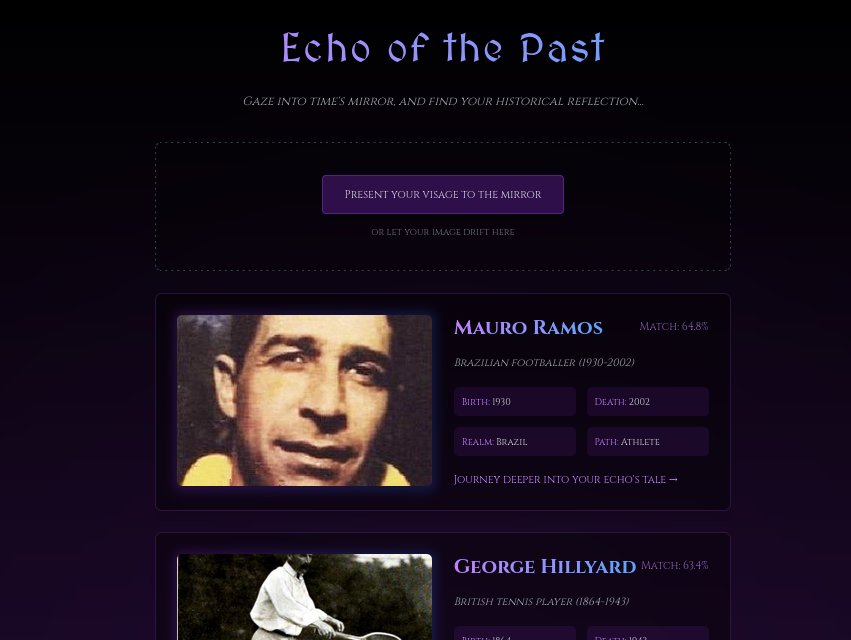 Echo of the Past
Gaze into time's mirror, and find your historical reflection...
Present your visage to the mirror
or let your image drift here
Mauro Ramos
Match: 64.8%
Brazilian footballer (1930-2002)
Birth: 1930
Death: 2002
Realm: Brazil
Path: Athlete
Journey deeper into your echo's tale →
George Hillyard
Match: 63.4%
British tennis player (1864-1943)
Birth: 1864
Death: 1943